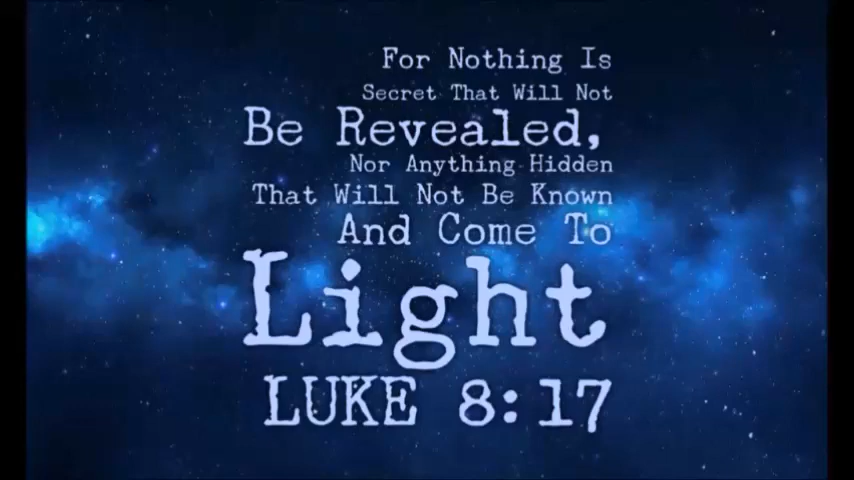 For Nothing Is
Secret That Will Not
Be Revealed,
Nor Anything Hidden
That Will Not Be Known
And Come To
Light
LUKE 8:17